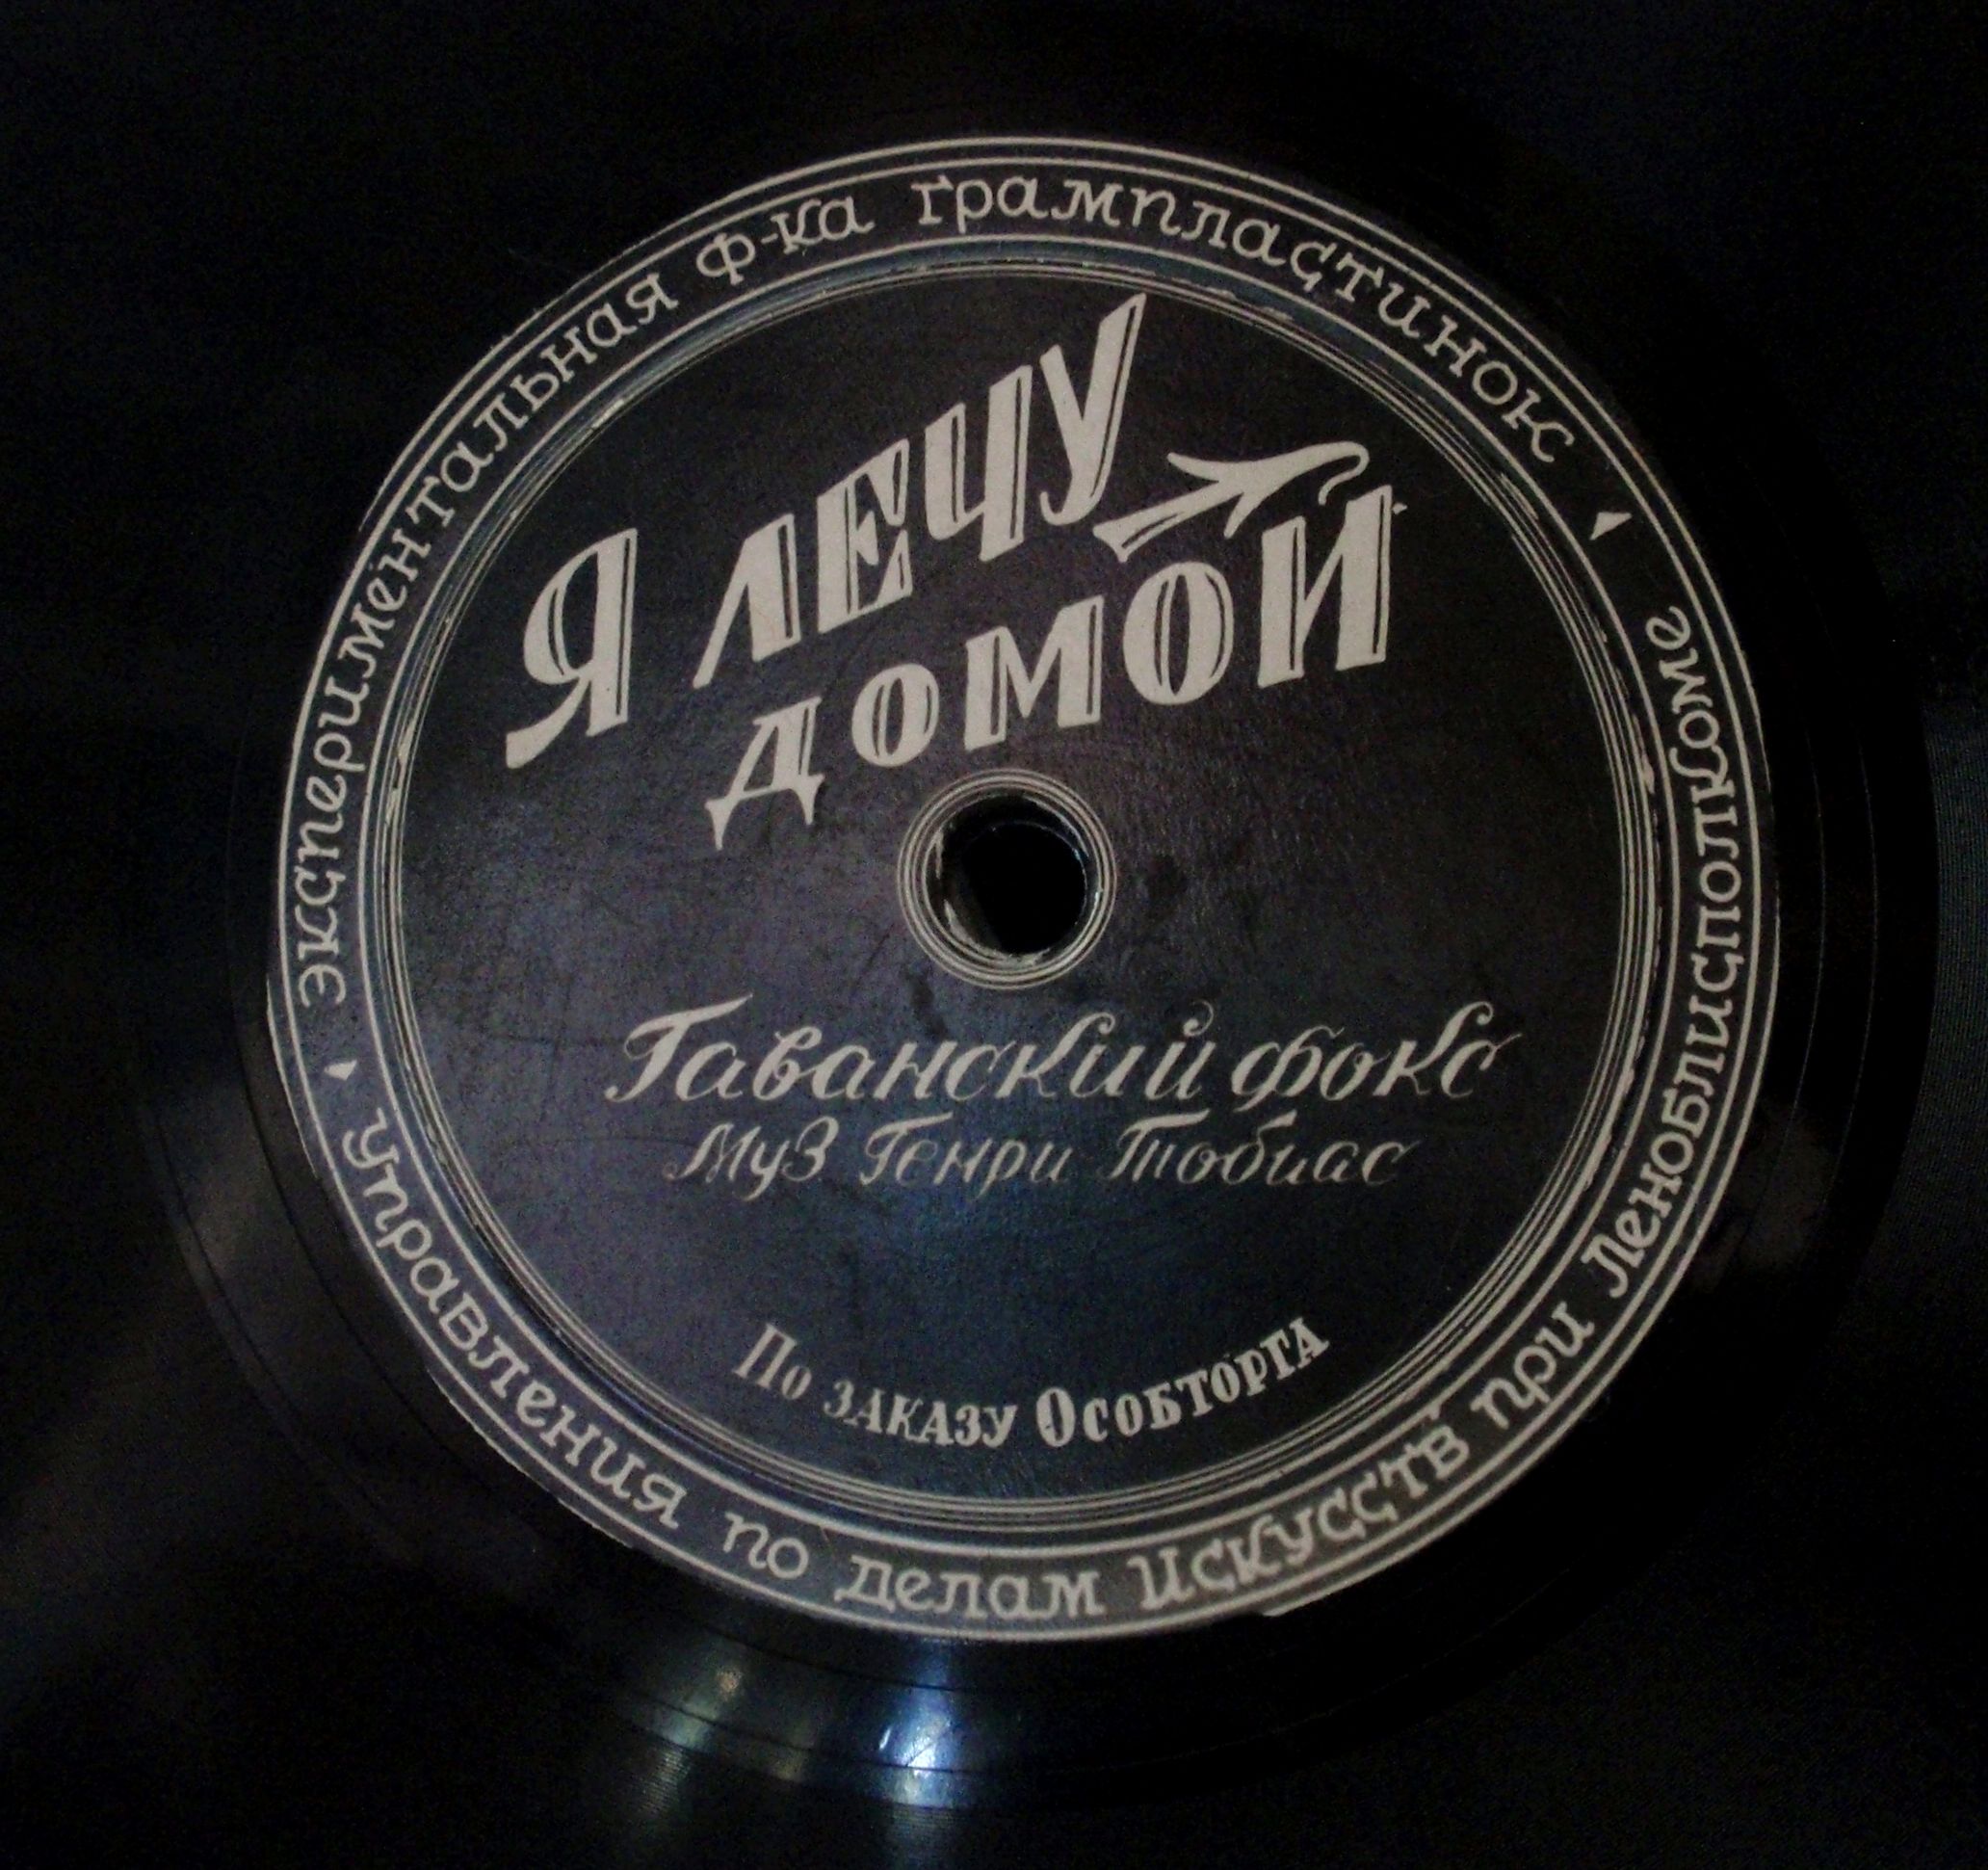 Экспериментальная ф-ка грампластинок
Я ЛЕЧУ
ДОМОЙ
Гаванский фокс
Муз Генри Тобиас
По заказу Особторга
Управления по делам Искусств при Леноблисполкоме